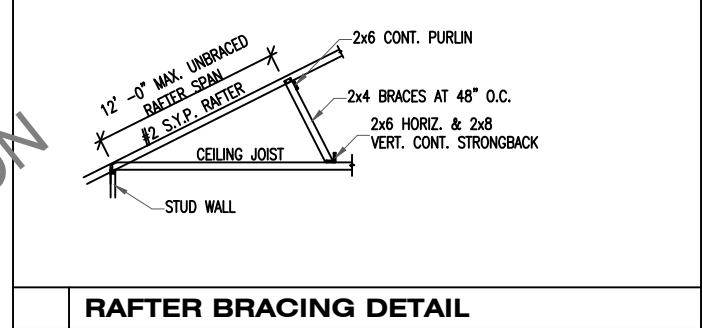 2x6 CONT. PURLIN
12' -0" MAX. UNBRACED
RAFTER SPAN
#2 S.Y.P. RAFTER
2x4 BRACES AT 48" O.C.
2x6 HORIZ. & 2x8
VERT. CONT. STRONGBACK
CEILING JOIST
STUD WALL
RAFTER BRACING DETAIL